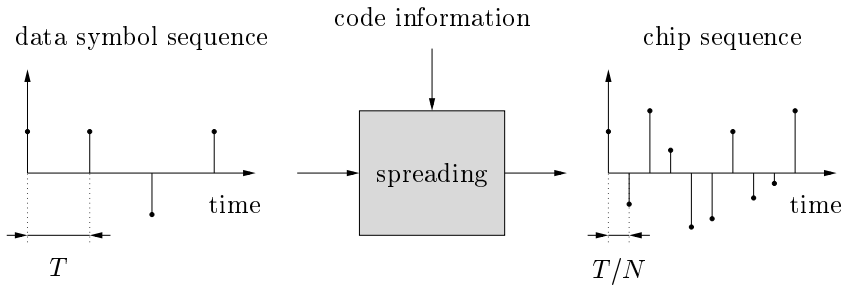 code information
data symbol sequence
chip sequence
spreading
time
time
T
T/N